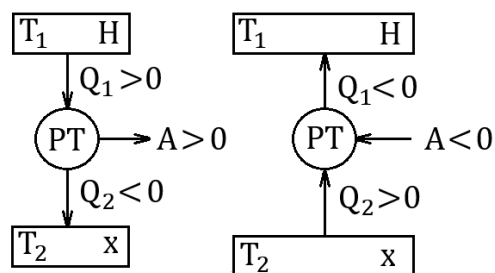 T₁ H
Q₁>0
PT
A>0
Q₂<0
T₂ x
T₁ H
Q₁<0
PT
A<0
Q₂>0
T₂ x